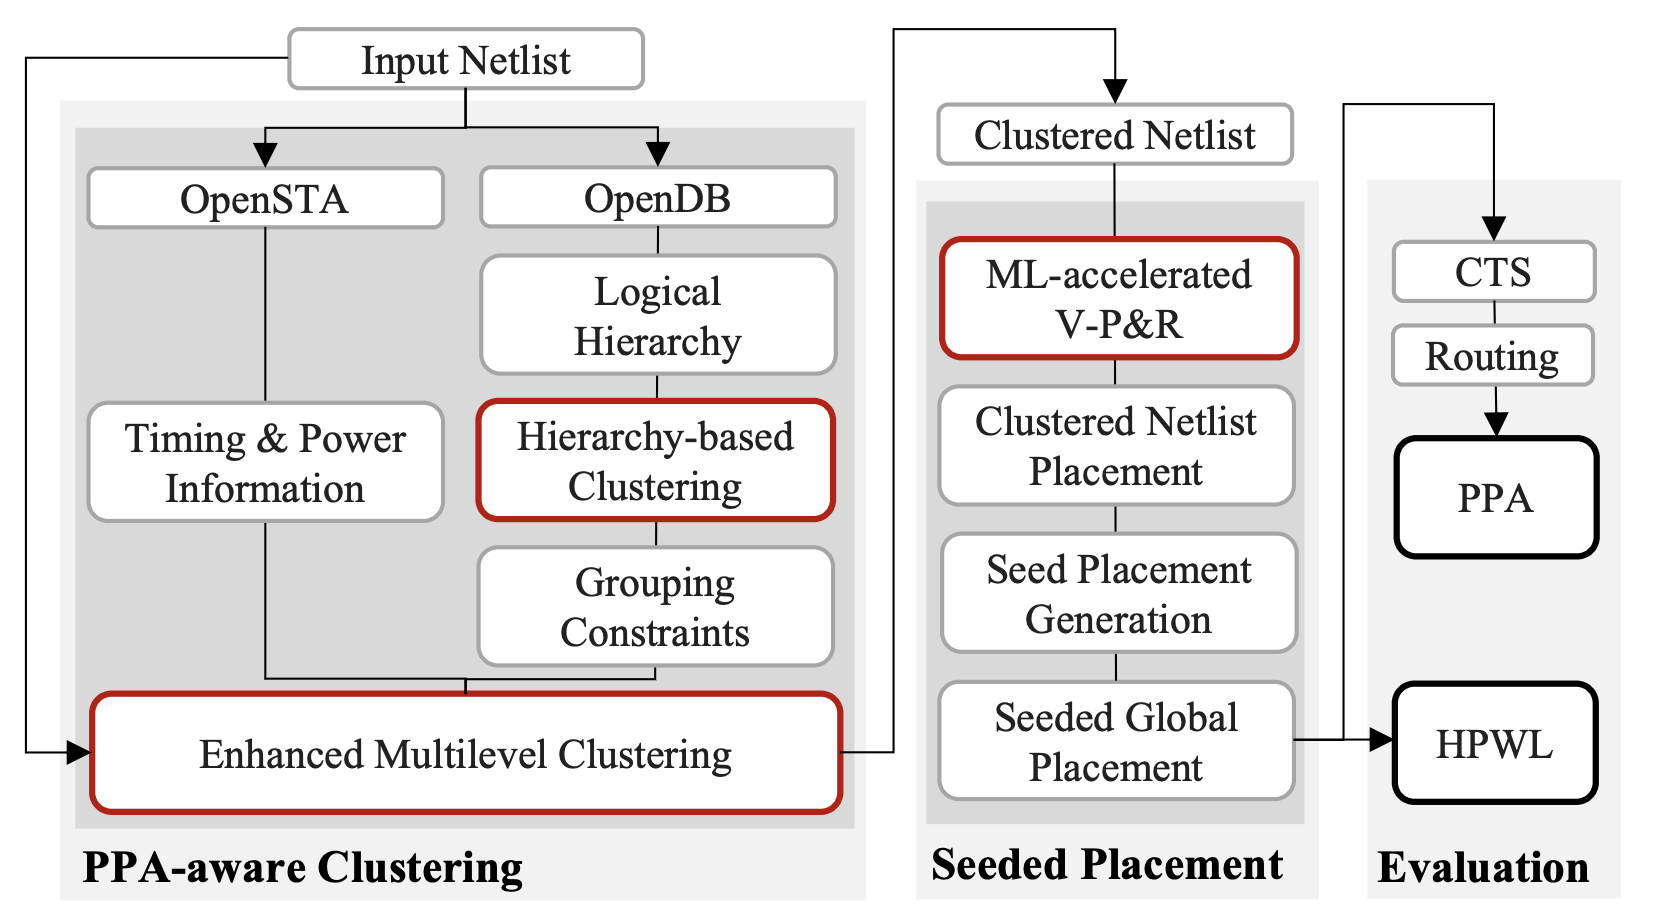 Input Netlist
OpenSTA
OpenDB
Logical
Hierarchy
Timing & Power
Information
Hierarchy-based
Clustering
Grouping
Constraints
Enhanced Multilevel Clustering
PPA-aware Clustering
Clustered Netlist
ML-accelerated
V-P&R
Clustered Netlist
Placement
Seed Placement
Generation
Seeded Global
Placement
Seeded Placement
CTS
Routing
PPA
HPWL
Evaluation